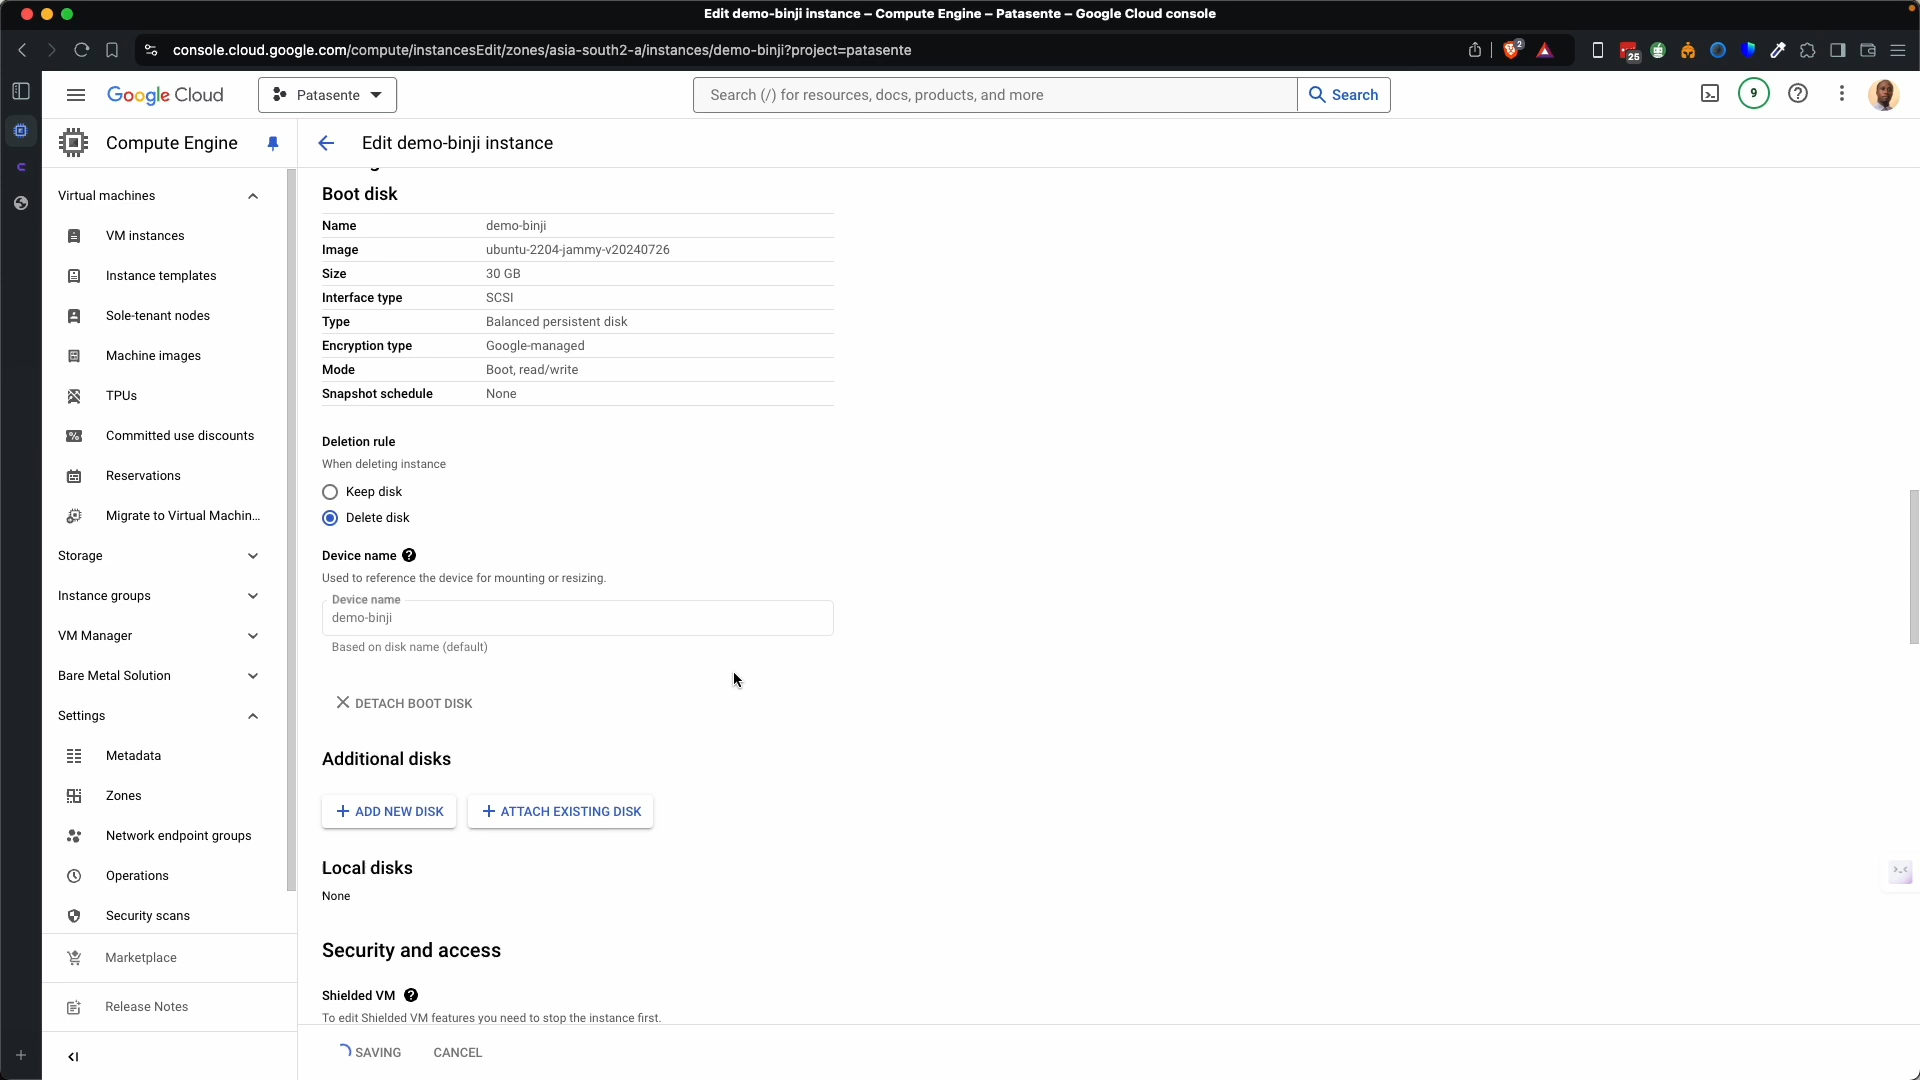 Edit demo-binji instance – Compute Engine – Patasente – Google Cloud console
console.cloud.google.com/compute/instancesEdit/zones/asia-south2-a/instances/demo-binji?project=patasente
2
25
Google Cloud
Patasente
Search (/) for resources, docs, products, and more
Search
9
Compute Engine
Edit demo-binji instance
Virtual machines
VM instances
Instance templates
Sole-tenant nodes
Machine images
TPUs
Committed use discounts
Reservations
Migrate to Virtual Machin...
Storage
Instance groups
VM Manager
Bare Metal Solution
Settings
Metadata
Zones
Network endpoint groups
Operations
Security scans
Marketplace
Release Notes
Boot disk
Name demo-binji
Image ubuntu-2204-jammy-v20240726
Size 30 GB
Interface type SCSI
Type Balanced persistent disk
Encryption type Google-managed
Mode Boot, read/write
Snapshot schedule None
Deletion rule
When deleting instance
Keep disk
Delete disk
Device name
Used to reference the device for mounting or resizing.
Device name
demo-binji
Based on disk name (default)
DETACH BOOT DISK
Additional disks
ADD NEW DISK
ATTACH EXISTING DISK
Local disks
None
Security and access
Shielded VM
To edit Shielded VM features you need to stop the instance first.
SAVING
CANCEL